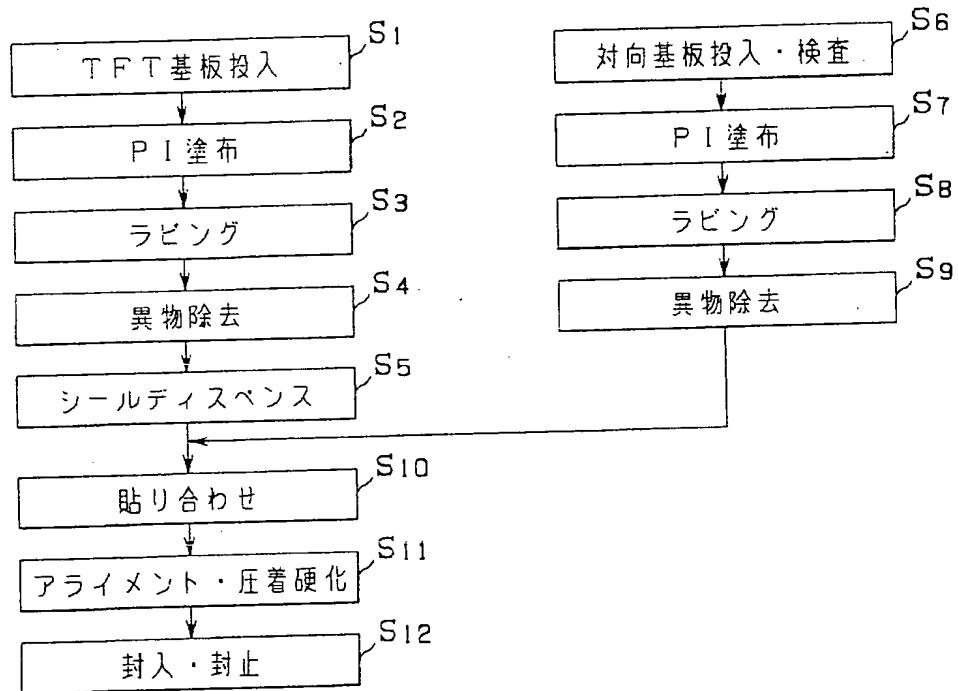 S1
TFT基板投入
S2
PI塗布
S3
ラビング
S4
異物除去
S5
シールディスペンス
S6
対向基板投入・検査
S7
PI塗布
S8
ラビング
S9
異物除去
S10
貼り合わせ
S11
アライメント・圧着硬化
S12
封入・封止